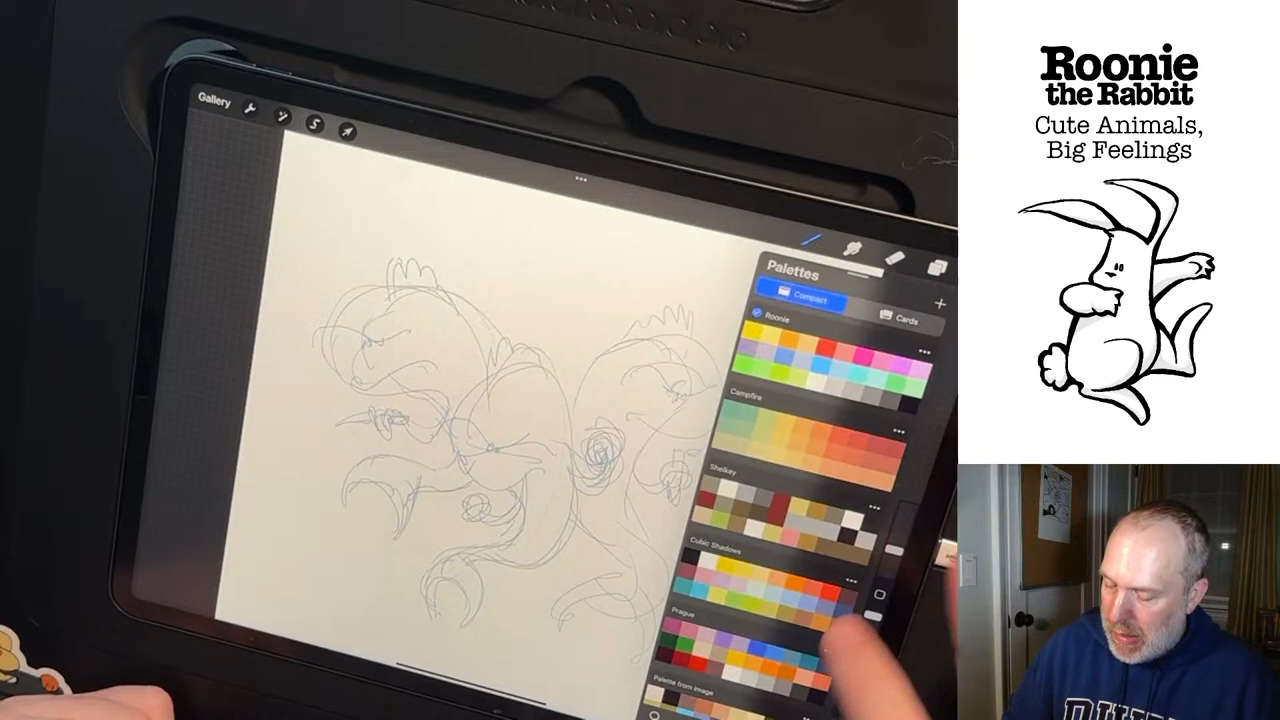 Gallery
S
Palettes
Compact
Cards
Roonie
Campfire
Shelkey
Cubic Shadows
Prague
Palette from image
Roonie
the Rabbit
Cute Animals,
Big Feelings